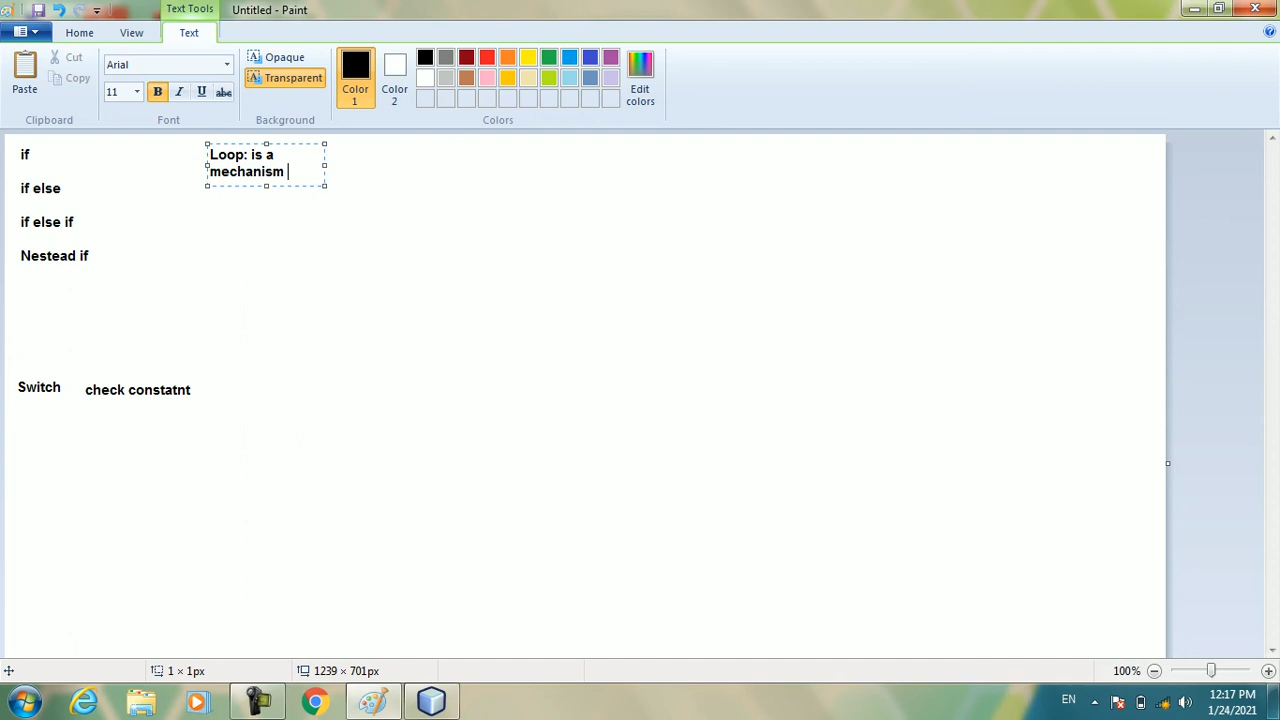 Text Tools
Untitled - Paint
Home
View
Text
Paste
Cut
Copy
Clipboard
Arial
11
B
I
U
abc
Font
Opaque
Transparent
Background
Color 1
Color 2
Edit colors
Colors
if
if else
if else if
Nestead if
Loop: is a
mechanism
Switch
check constatnt
1 × 1px
1239 × 701px
100%
EN
12:17 PM
1/24/2021